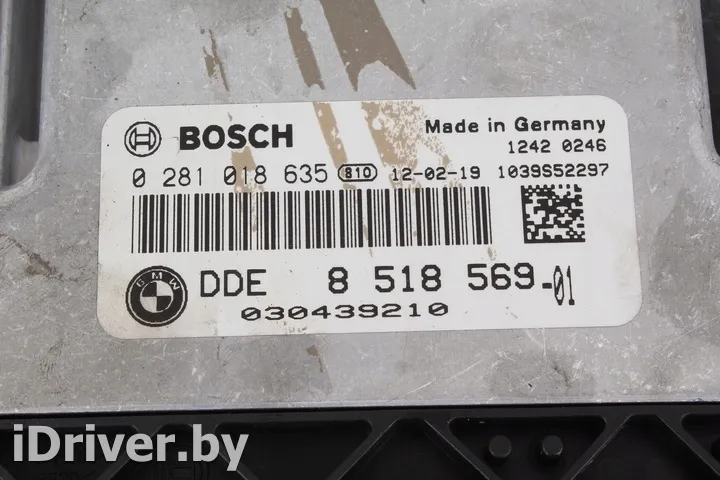 BOSCH Made in Germany
1242 0246
0 281 018 635 810 12-02-19 1039S52297
BMW DDE 8 518 569-01
030439210
iDriver.by